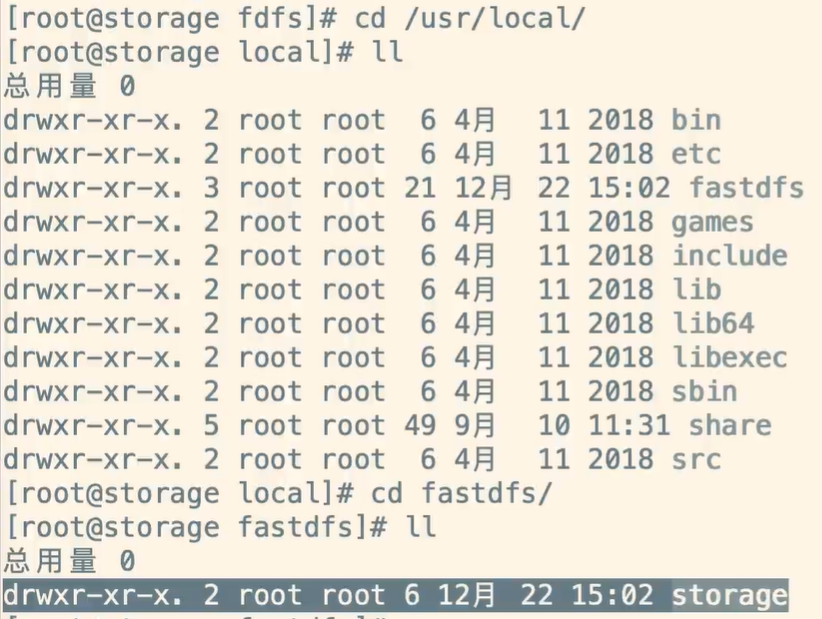 [root@storage fdfs]# cd /usr/local/
[root@storage local]# ll
总用量 0
drwxr-xr-x. 2 root root  6 4月  11 2018 bin
drwxr-xr-x. 2 root root  6 4月  11 2018 etc
drwxr-xr-x. 3 root root 21 12月 22 15:02 fastdfs
drwxr-xr-x. 2 root root  6 4月  11 2018 games
drwxr-xr-x. 2 root root  6 4月  11 2018 include
drwxr-xr-x. 2 root root  6 4月  11 2018 lib
drwxr-xr-x. 2 root root  6 4月  11 2018 lib64
drwxr-xr-x. 2 root root  6 4月  11 2018 libexec
drwxr-xr-x. 2 root root  6 4月  11 2018 sbin
drwxr-xr-x. 5 root root 49 9月  10 11:31 share
drwxr-xr-x. 2 root root  6 4月  11 2018 src
[root@storage local]# cd fastdfs/
[root@storage fastdfs]# ll
总用量 0
drwxr-xr-x. 2 root root 6 12月 22 15:02 storage